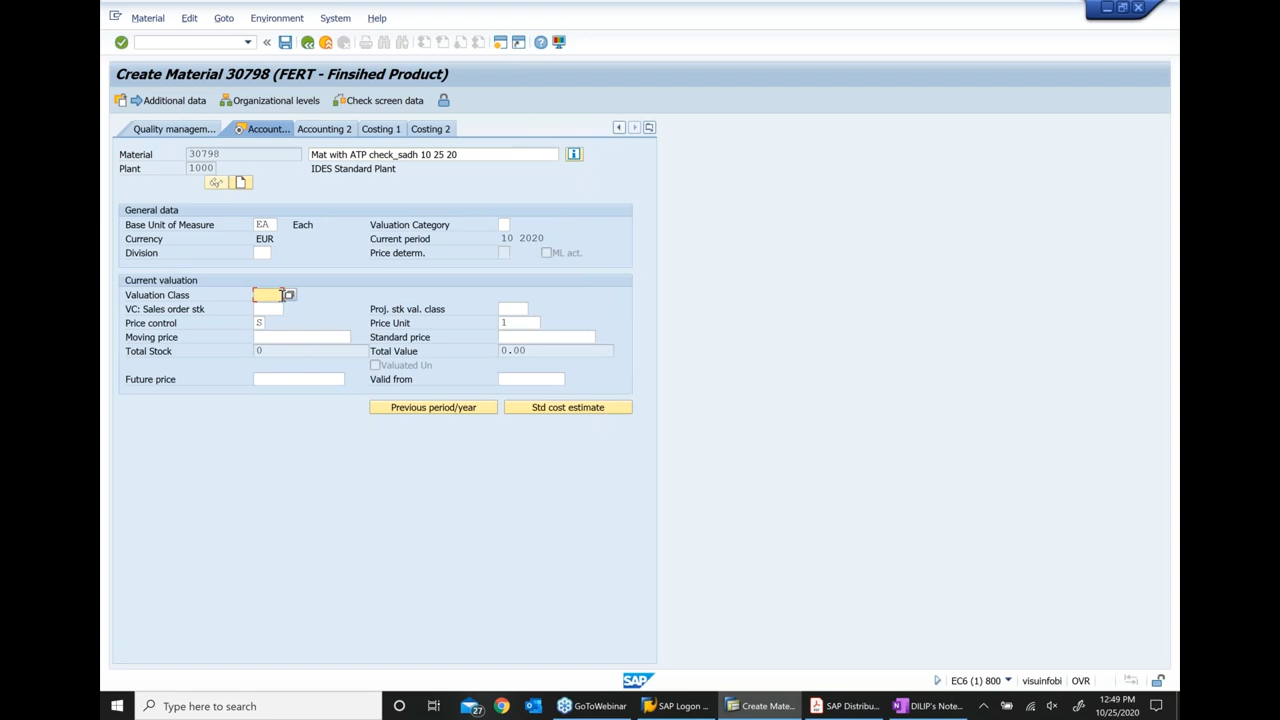 Material Edit Goto Environment System Help
Create Material 30798 (FERT - Finsihed Product)
Additional data Organizational levels Check screen data
Quality managem... Account... Accounting 2 Costing 1 Costing 2
Material 30798 Mat with ATP check_sadh 10 25 20
Plant 1000 IDES Standard Plant
General data
Base Unit of Measure EA Each Valuation Category
Currency EUR Current period 10 2020
Division Price determ. ML act.
Current valuation
Valuation Class
VC: Sales order stk Proj. stk val. class
Price control S Price Unit 1
Moving price Standard price
Total Stock 0 Total Value 0.00
Valuated Un
Future price Valid from
Previous period/year Std cost estimate
SAP EC6 (1) 800 visuinfobi OVR
Type here to search 27 GoToWebinar SAP Logon ... Create Mate... SAP Distribu... DILIP's Note... 12:49 PM
10/25/2020